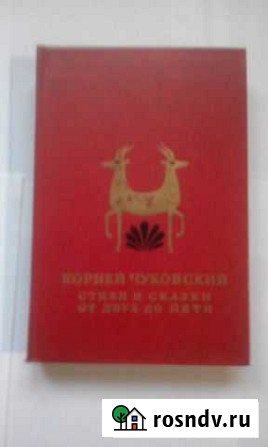 КОРНЕЙ ЧУКОВСКИЙ
СТИХИ И СКАЗКИ
ОТ ДВУХ ДО ПЯТИ
rosndv.ru